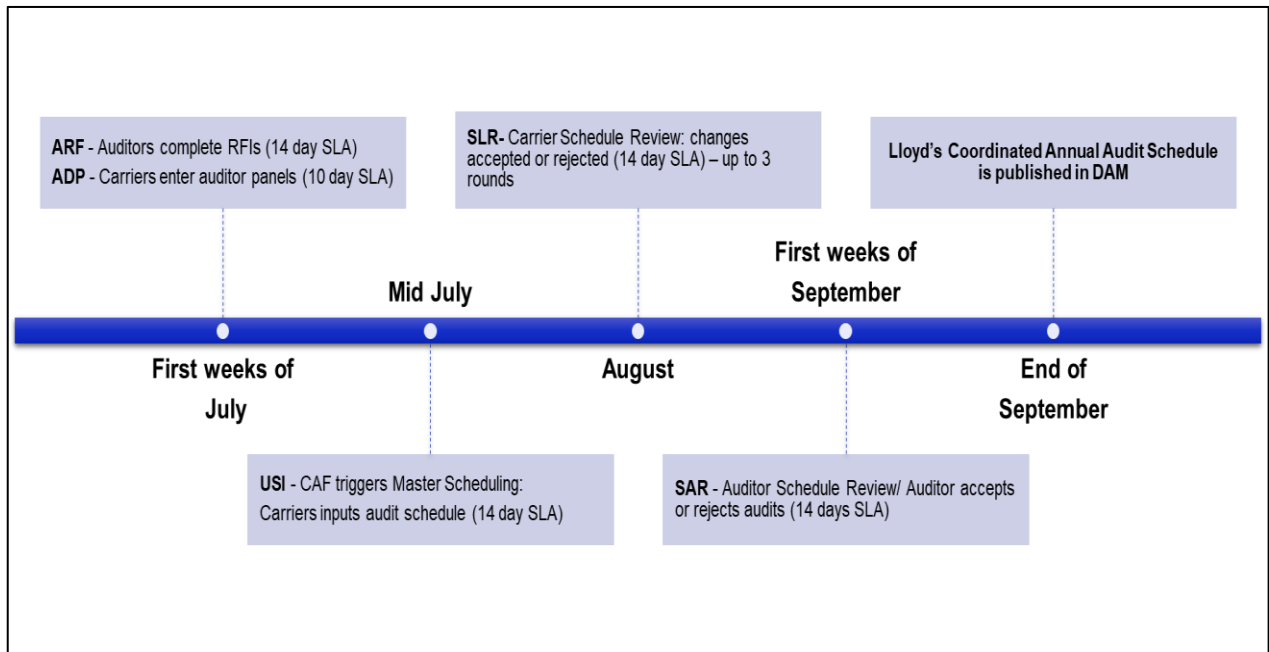 ARF - Auditors complete RFIs (14 day SLA)
ADP - Carriers enter auditor panels (10 day SLA)
SLR- Carrier Schedule Review: changes
accepted or rejected (14 day SLA) – up to 3
rounds
Lloyd's Coordinated Annual Audit Schedule
is published in DAM
Mid July
First weeks of
September
First weeks of
July
August
End of
September
USI - CAF triggers Master Scheduling:
Carriers inputs audit schedule (14 day SLA)
SAR - Auditor Schedule Review/ Auditor accepts
or rejects audits (14 days SLA)